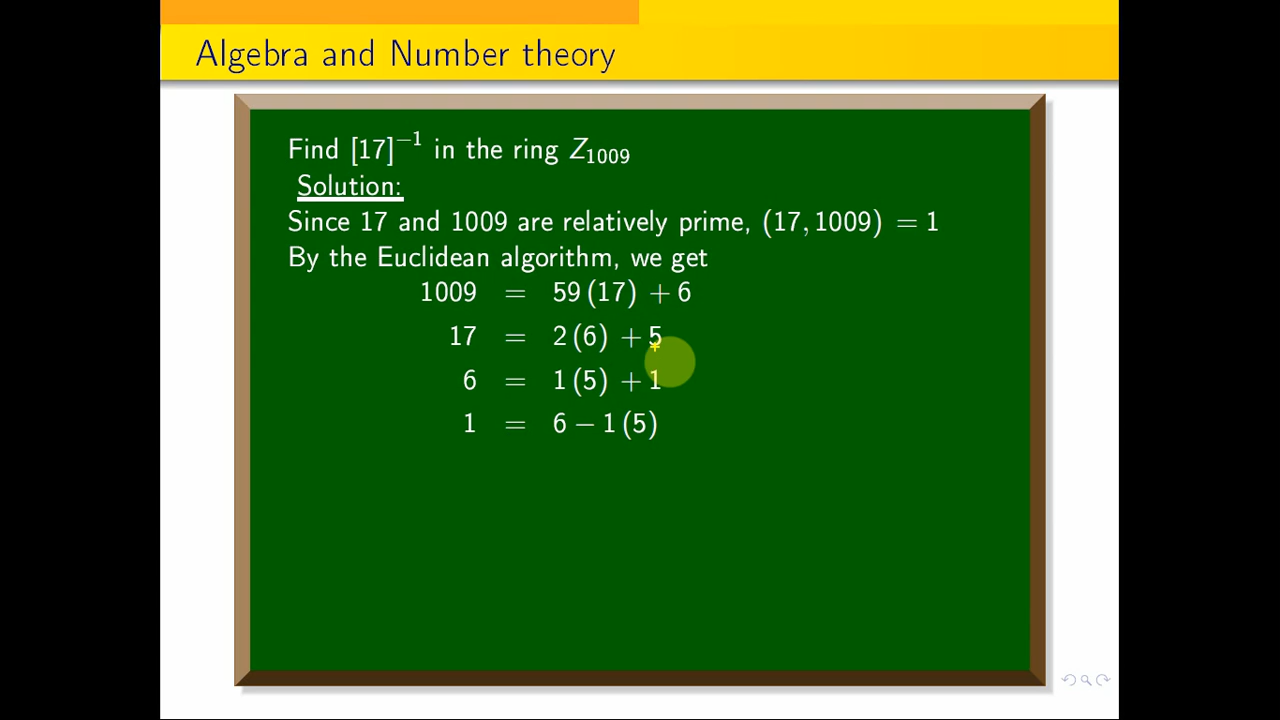 Algebra and Number theory
Find [17]⁻¹ in the ring Z₁₀₀₉
Solution:
Since 17 and 1009 are relatively prime, (17, 1009) = 1
By the Euclidean algorithm, we get
1009 = 59 (17) + 6
17 = 2 (6) + 5
6 = 1 (5) + 1
1 = 6 − 1 (5)